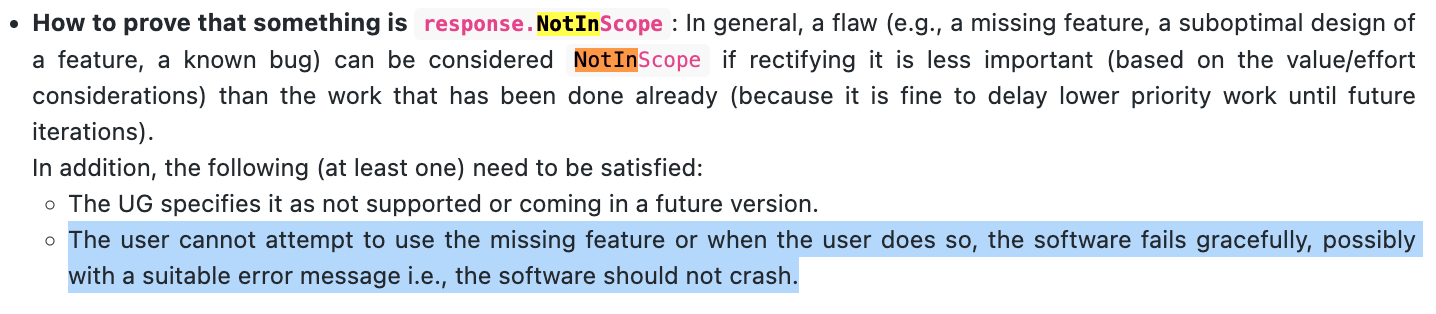 • How to prove that something is response.NotInScope: In general, a flaw (e.g., a missing feature, a suboptimal design of
a feature, a known bug) can be considered NotInScope if rectifying it is less important (based on the value/effort
considerations) than the work that has been done already (because it is fine to delay lower priority work until future
iterations).
In addition, the following (at least one) need to be satisfied:
◦ The UG specifies it as not supported or coming in a future version.
◦ The user cannot attempt to use the missing feature or when the user does so, the software fails gracefully, possibly
with a suitable error message i.e., the software should not crash.